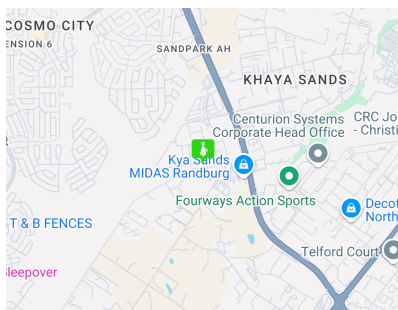 COSMO CITY
ENSION 6
SANDPARK AH
KHAYA SANDS
Centurion Systems
Corporate Head Office
CRC Jo
- Christi
Kya Sands
MIDAS Randburg
Fourways Action Sports
Decof
North
T & B FENCES
Telford Court
Sleepover